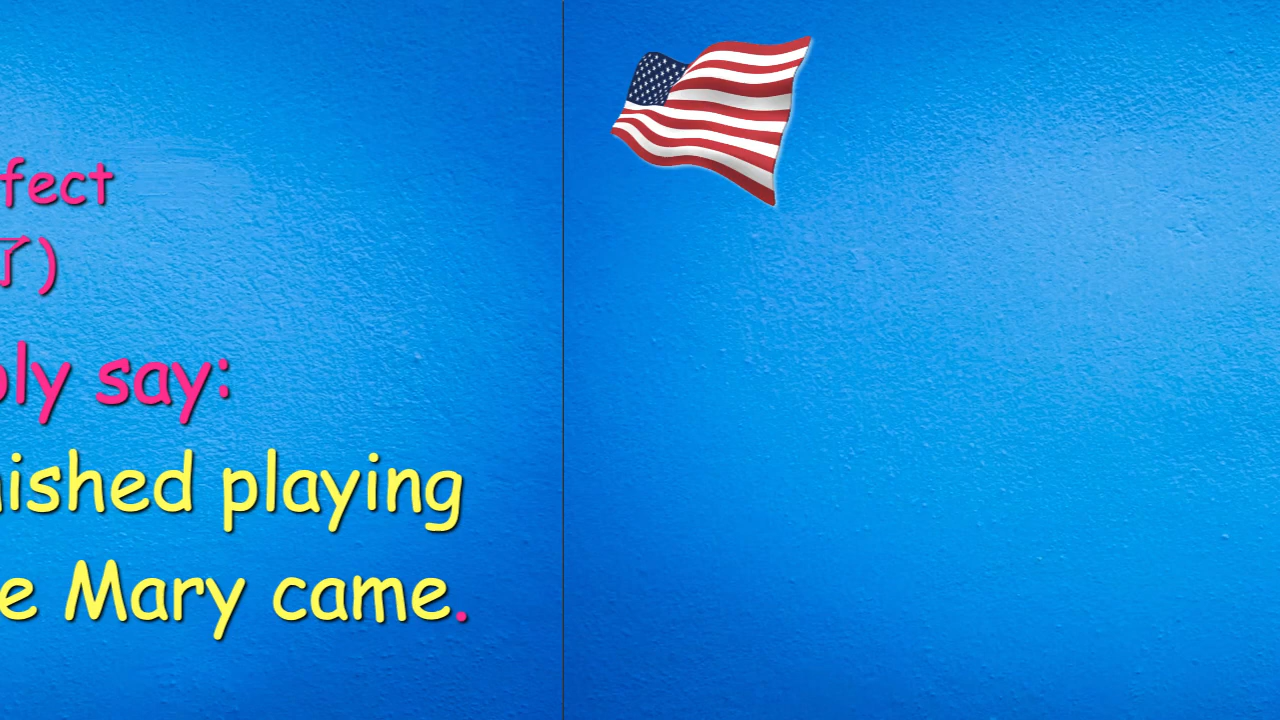 fect
了)
ply say:
ished playing
e Mary came.